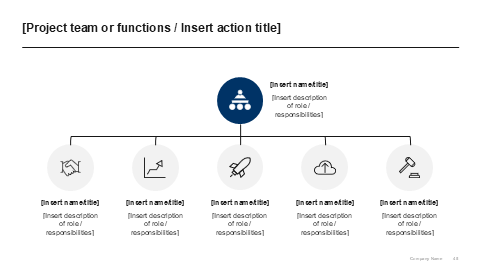 [Project team or functions / Insert action title]
[Insert name/title]
[Insert description
of role /
responsibilities]
[Insert name/title]
[Insert description
of role /
responsibilities]
[Insert name/title]
[Insert description
of role /
responsibilities]
[Insert name/title]
[Insert description
of role /
responsibilities]
[Insert name/title]
[Insert description
of role /
responsibilities]
[Insert name/title]
[Insert description
of role /
responsibilities]
Company Name